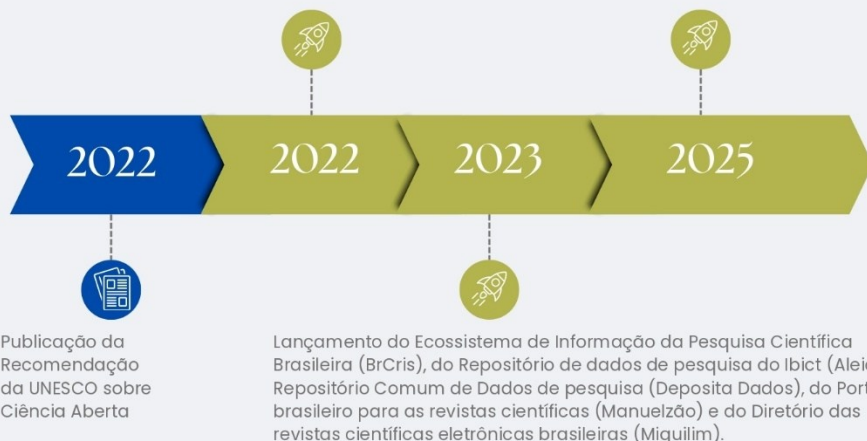 2022
2022
2023
2025
Publicação da
Recomendação
da UNESCO sobre
Ciência Aberta
Lançamento do Ecossistema de Informação da Pesquisa Científica
Brasileira (BrCris), do Repositório de dados de pesquisa do Ibict
Repositório Comum de Dados de pesquisa (Deposita Dados), do
brasileiro para as revistas científicas (Manuelzão) e do Diretório das
revistas científicas eletrônicas brasileiras (Miguilim).